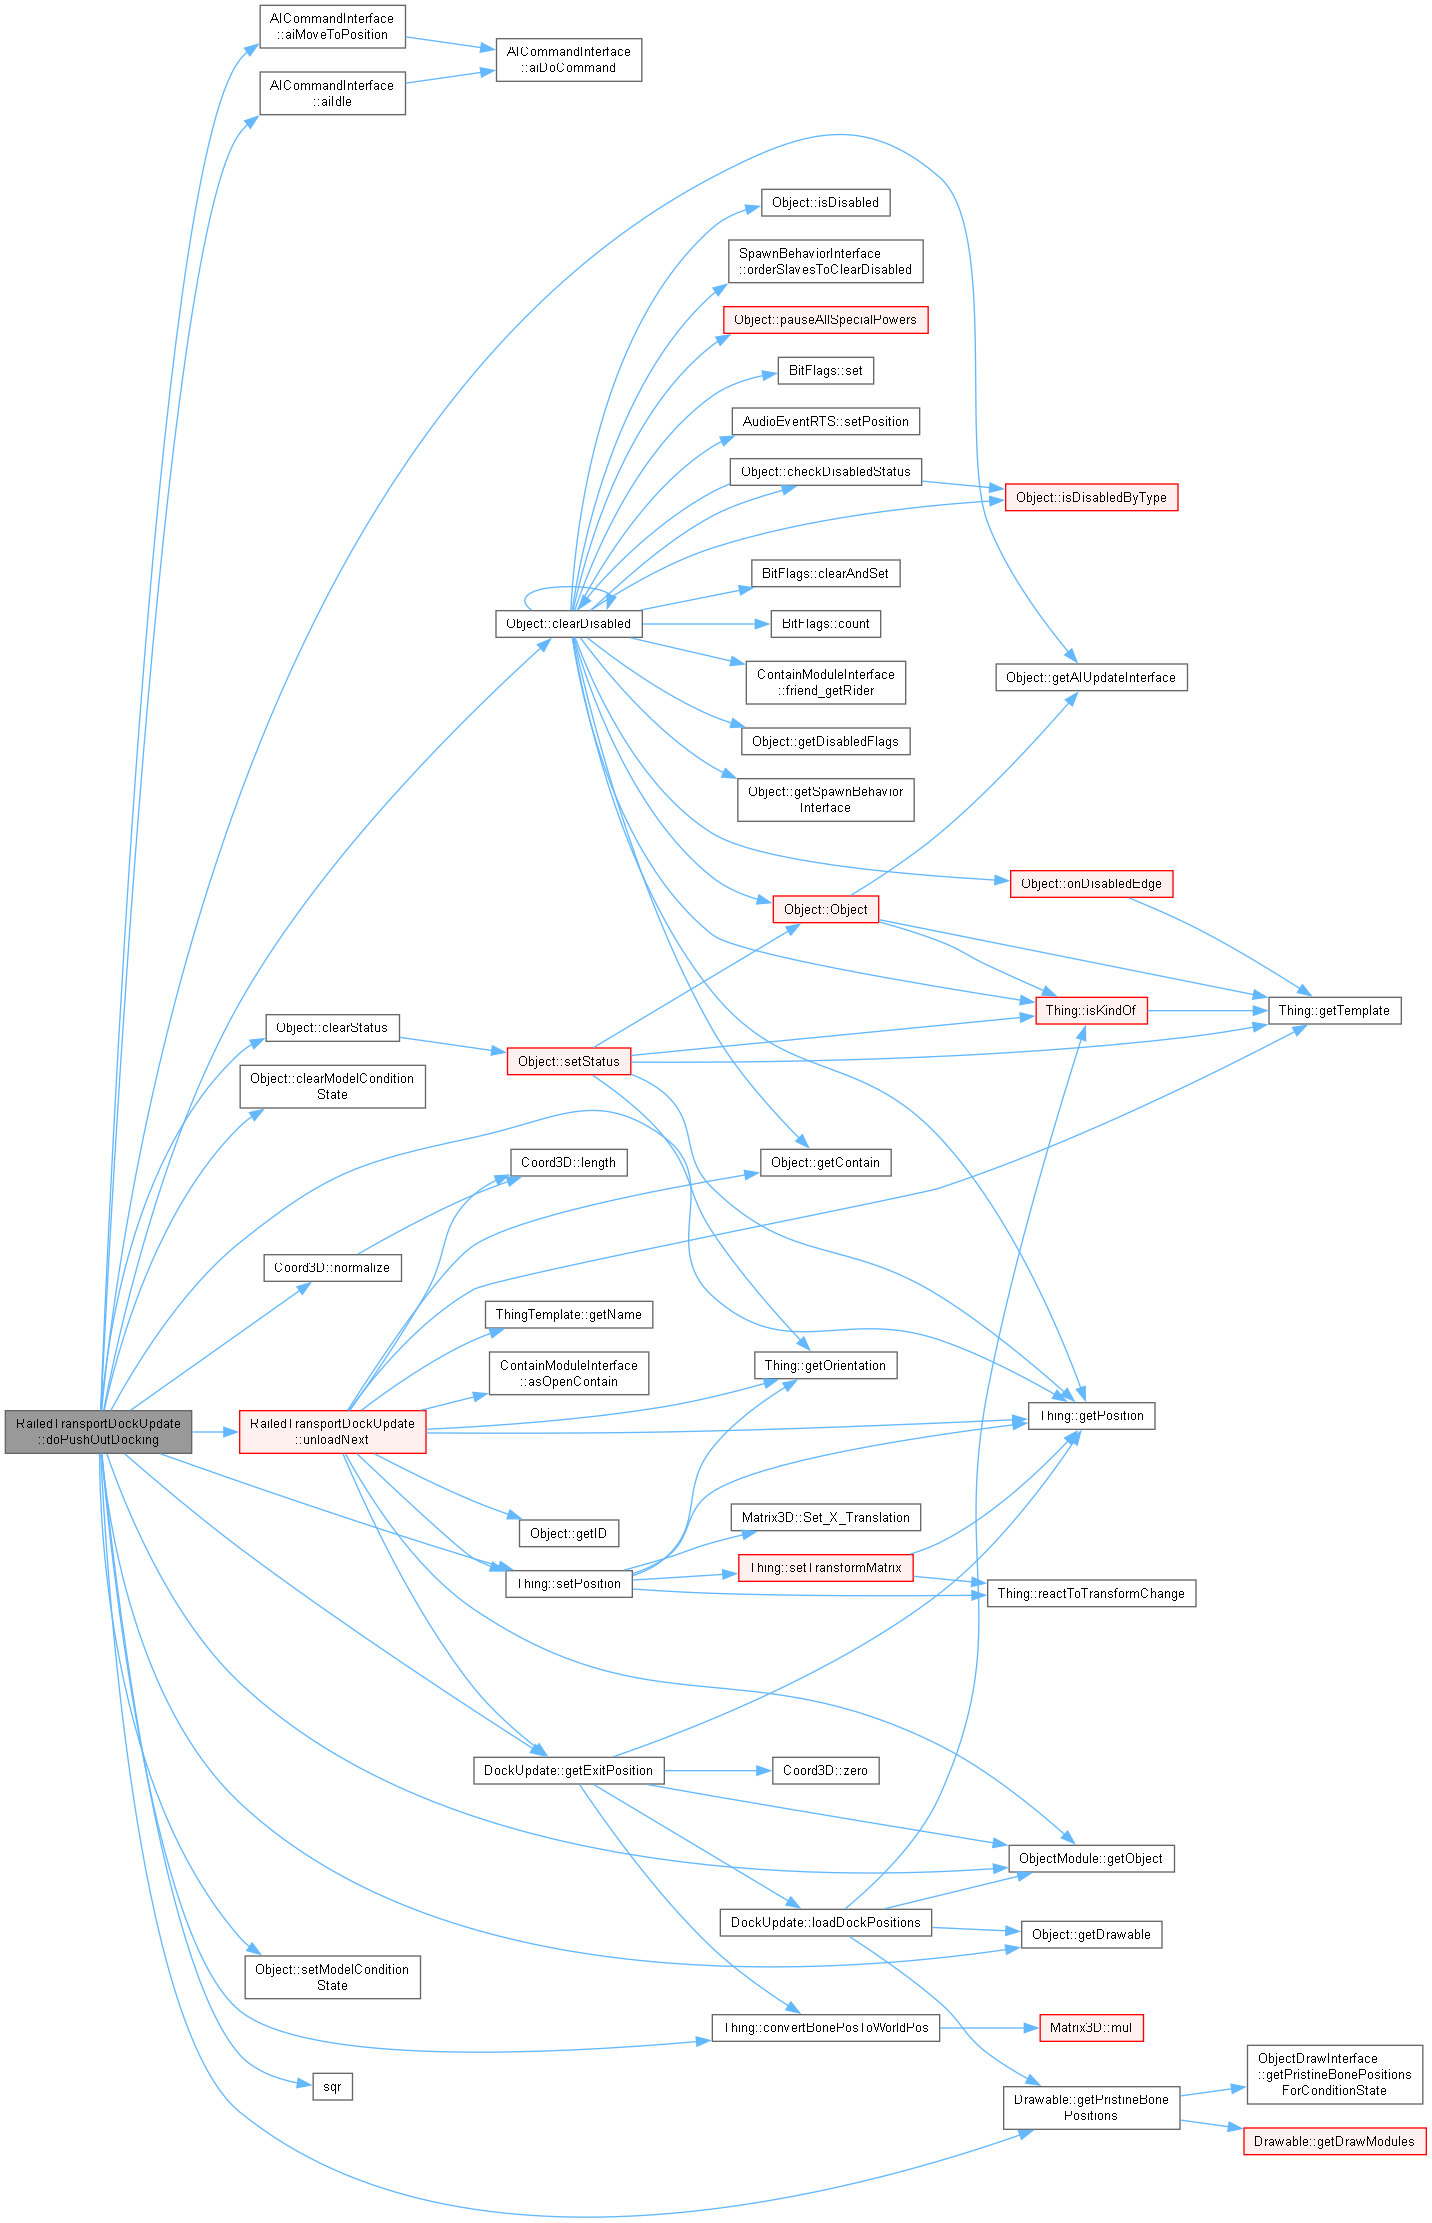 AICommandInterface
::aiMoveToPosition
AICommandInterface
::aiDoCommand
AICommandInterface
::aiIdle
Object::isDisabled
SpawnBehaviorInterface
::orderSlavesToClearDisabled
Object::pauseAllSpecialPowers
BitFlags::set
AudioEventRTS::setPosition
Object::checkDisabledStatus
Object::isDisabledByType
BitFlags::clearAndSet
Object::clearDisabled
BitFlags::count
ContainModuleInterface
::friend_getRider
Object::getAIUpdateInterface
Object::getDisabledFlags
Object::getSpawnBehavior
Interface
Object::onDisabledEdge
Object::Object
Thing::isKindOf
Thing::getTemplate
Object::clearStatus
Object::setStatus
Object::clearModelCondition
State
Coord3D::length
Object::getContain
Coord3D::normalize
ThingTemplate::getName
ContainModuleInterface
::asOpenContain
Thing::getOrientation
RailedTransportDockUpdate
::doPushOutDocking
RailedTransportDockUpdate
::unloadNext
Thing::getPosition
Matrix3D::Set_X_Translation
Object::getID
Thing::setTransformMatrix
Thing::setPosition
Thing::reactToTransformChange
DockUpdate::getExitPosition
Coord3D::zero
ObjectModule::getObject
DockUpdate::loadDockPositions
Object::getDrawable
Object::setModelCondition
State
Thing::convertBonePosToWorldPos
Matrix3D::mul
sqr
ObjectDrawInterface
::getPristineBonePositions
ForConditionState
Drawable::getPristineBone
Positions
Drawable::getDrawModules